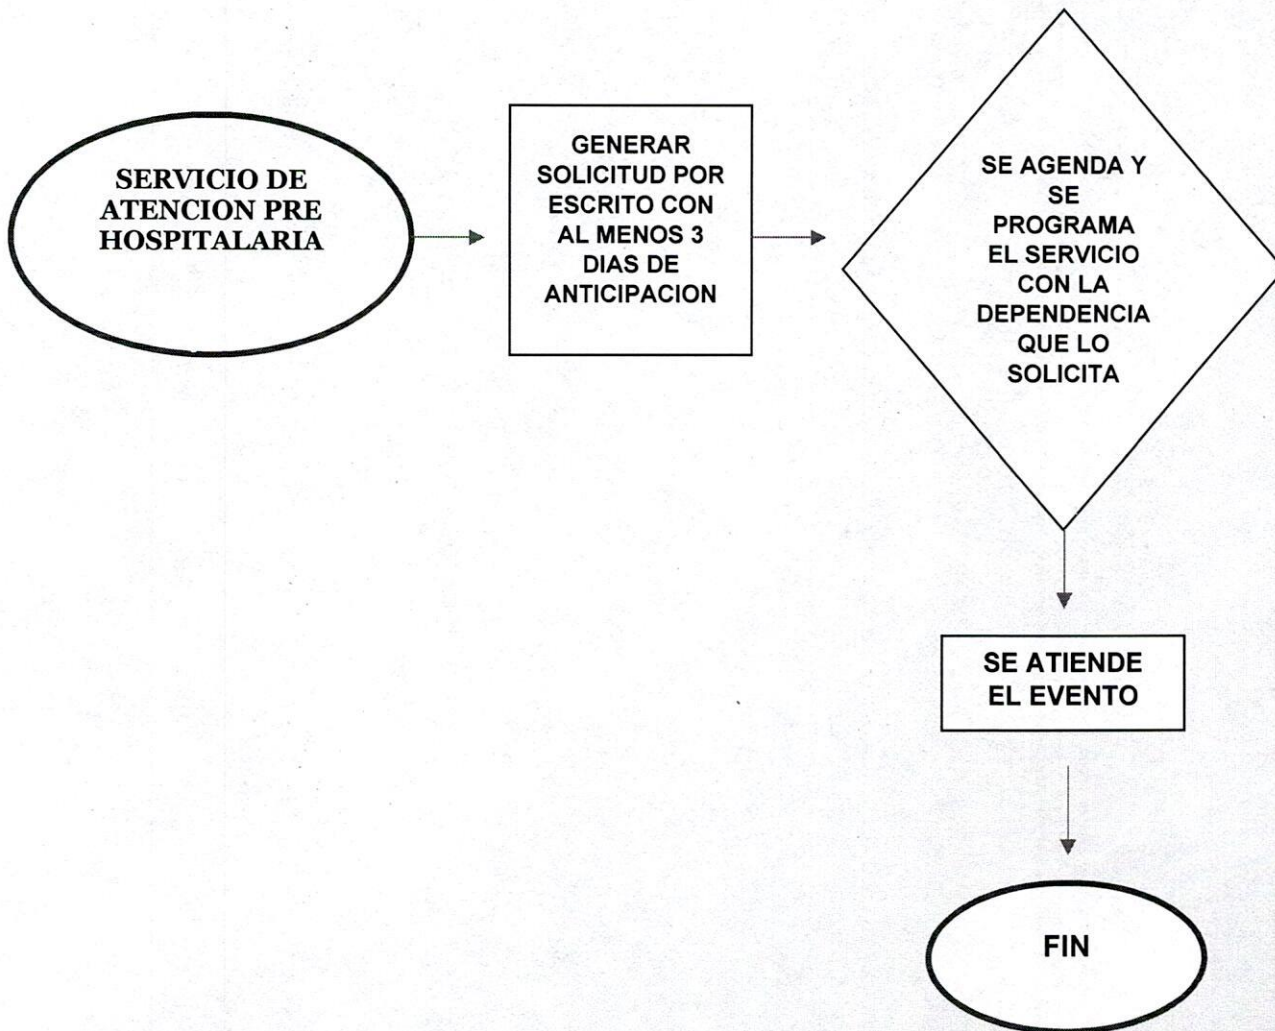 SERVICIO DE
ATENCION PRE
HOSPITALARIA
GENERAR
SOLICITUD POR
ESCRITO CON
AL MENOS 3
DIAS DE
ANTICIPACION
SE AGENDA Y
SE
PROGRAMA
EL SERVICIO
CON LA
DEPENDENCIA
QUE LO
SOLICITA
SE ATIENDE
EL EVENTO
FIN